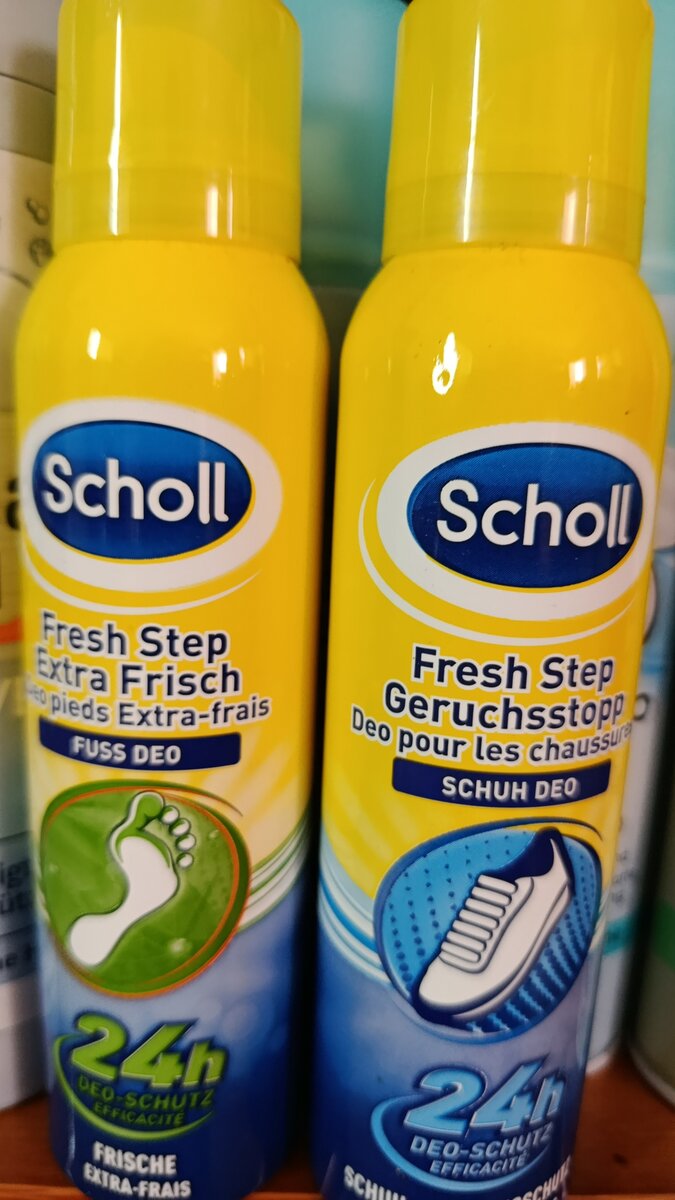 Scholl
Fresh Step
Extra Frisch
pieds Extra-frais
FUSS DEO
24h
DEO-SCHUTZ
EFFICACITÉ
FRISCHE
EXTRA-FRAIS
Scholl
Fresh Step
Geruchsstopp
Deo pour les chaussures
SCHUH DEO
24h
DEO-SCHUTZ
EFFICACITÉ